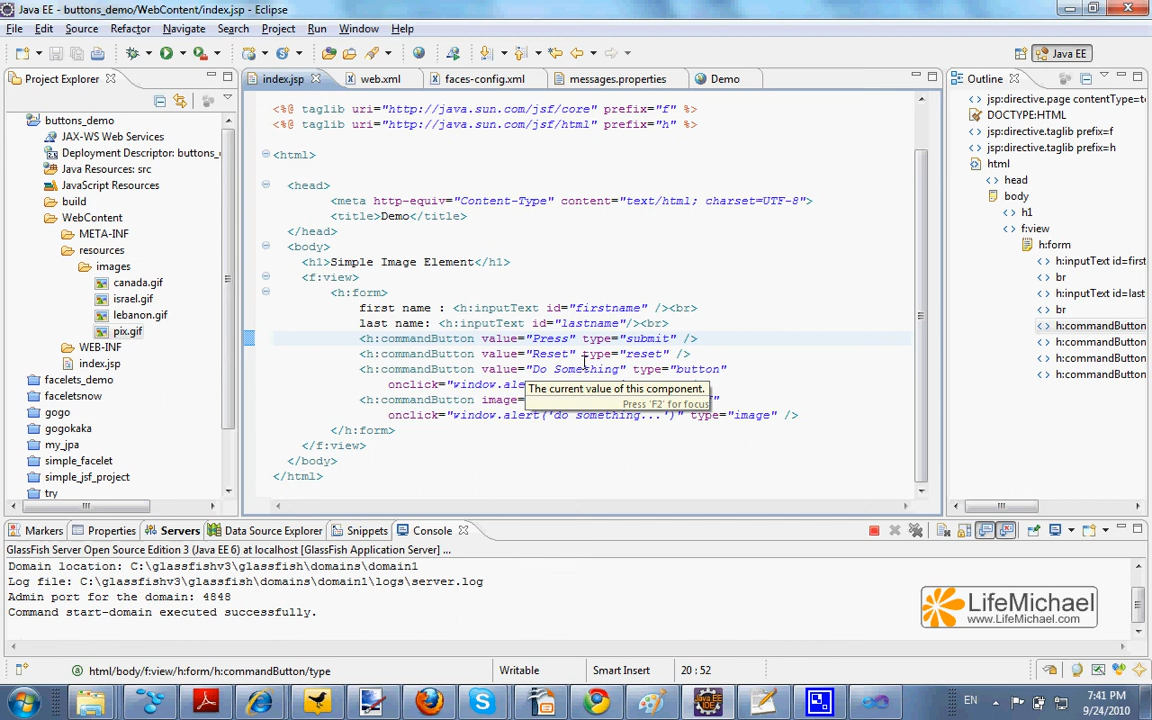 Java EE - buttons_demo/WebContent/index.jsp - Eclipse
File Edit Source Refactor Navigate Search Project Run Window Help
Java EE
Project Explorer
index.jsp
web.xml
faces-config.xml
messages.properties
Demo
Outline
buttons_demo
JAX-WS Web Services
Deployment Descriptor: buttons_
Java Resources: src
JavaScript Resources
build
WebContent
META-INF
resources
images
canada.gif
israel.gif
lebanon.gif
pix.gif
WEB-INF
index.jsp
facelets_demo
faceletsnow
gogo
gogokaka
my_jpa
simple_facelet
simple_jsf_project
try
<%@ taglib uri="http://java.sun.com/jsf/core" prefix="f" %>
<%@ taglib uri="http://java.sun.com/jsf/html" prefix="h" %>
<html>
<head>
<meta http-equiv="Content-Type" content="text/html; charset=UTF-8">
<title>Demo</title>
</head>
<body>
<h1>Simple Image Element</h1>
<f:view>
<h:form>
first name : <h:inputText id="firstname" /><br>
last name: <h:inputText id="lastname"/><br>
<h:commandButton value="Press" type="submit" />
<h:commandButton value="Reset" type="reset" />
<h:commandButton value="Do Something" type="button"
onclick="window.ale
The current value of this component.
Press 'F2' for focus
<h:commandButton image=
onclick="window.alert('do something...')" type="image" />
</h:form>
</f:view>
</body>
</html>
jsp:directive.page contentType=t
DOCTYPE:HTML
jsp:directive.taglib prefix=f
jsp:directive.taglib prefix=h
html
head
body
h1
f:view
h:form
h:inputText id=first
br
h:inputText id=last
br
h:commandButton
h:commandButton
h:commandButton
h:commandButton
Markers
Properties
Servers
Data Source Explorer
Snippets
Console
GlassFish Server Open Source Edition 3 (Java EE 6) at localhost [GlassFish Application Server] ...
Domain location: C:\glassfishv3\glassfish\domains\domain1
Log file: C:\glassfishv3\glassfish\domains\domain1\logs\server.log
Admin port for the domain: 4848
Command start-domain executed successfully.
LifeMichael
www.LifeMichael.com
html/body/f:view/h:form/h:commandButton/type
Writable
Smart Insert
20 : 52
EN
7:41 PM
9/24/2010